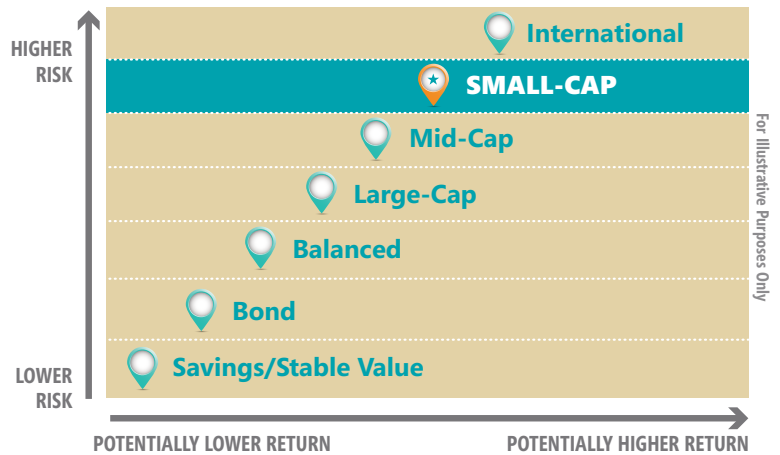 HIGHER
RISK
International
SMALL-CAP
Mid-Cap
Large-Cap
Balanced
Bond
Savings/Stable Value
LOWER
RISK
POTENTIALLY LOWER RETURN
POTENTIALLY HIGHER RETURN
For Illustrative Purposes Only